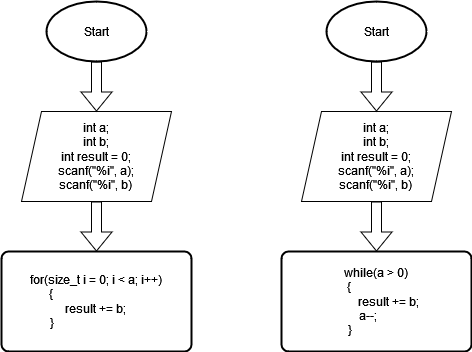 Start
int a;
int b;
int result = 0;
scanf("%i", a);
scanf("%i", b)
for(size_t i = 0; i < a; i++)
{
result += b;
}
Start
int a;
int b;
int result = 0;
scanf("%i", a);
scanf("%i", b)
while(a > 0)
{
result += b;
a--;
}